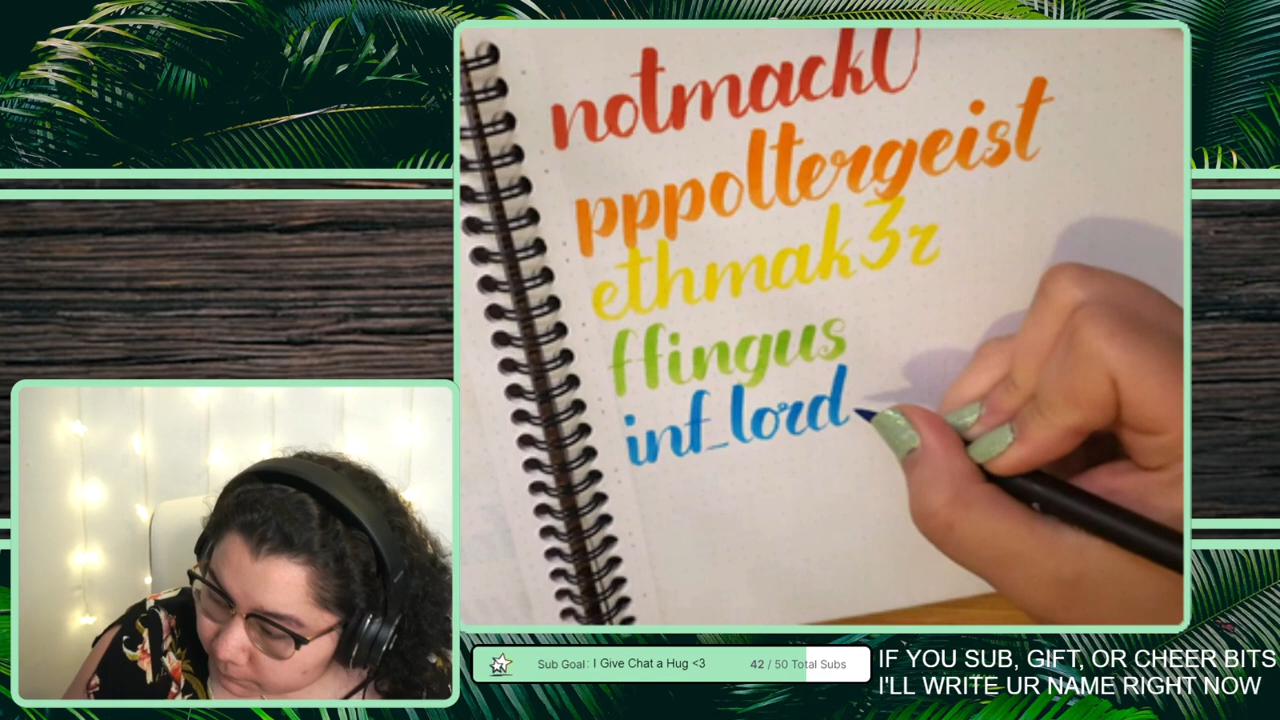 notmack0
pppoltergeist
ethmak3r
ffingus
inf_lord
Sub Goal: I Give Chat a Hug <3 42 / 50 Total Subs
IF YOU SUB, GIFT, OR CHEER BITS
I'LL WRITE UR NAME RIGHT NOW